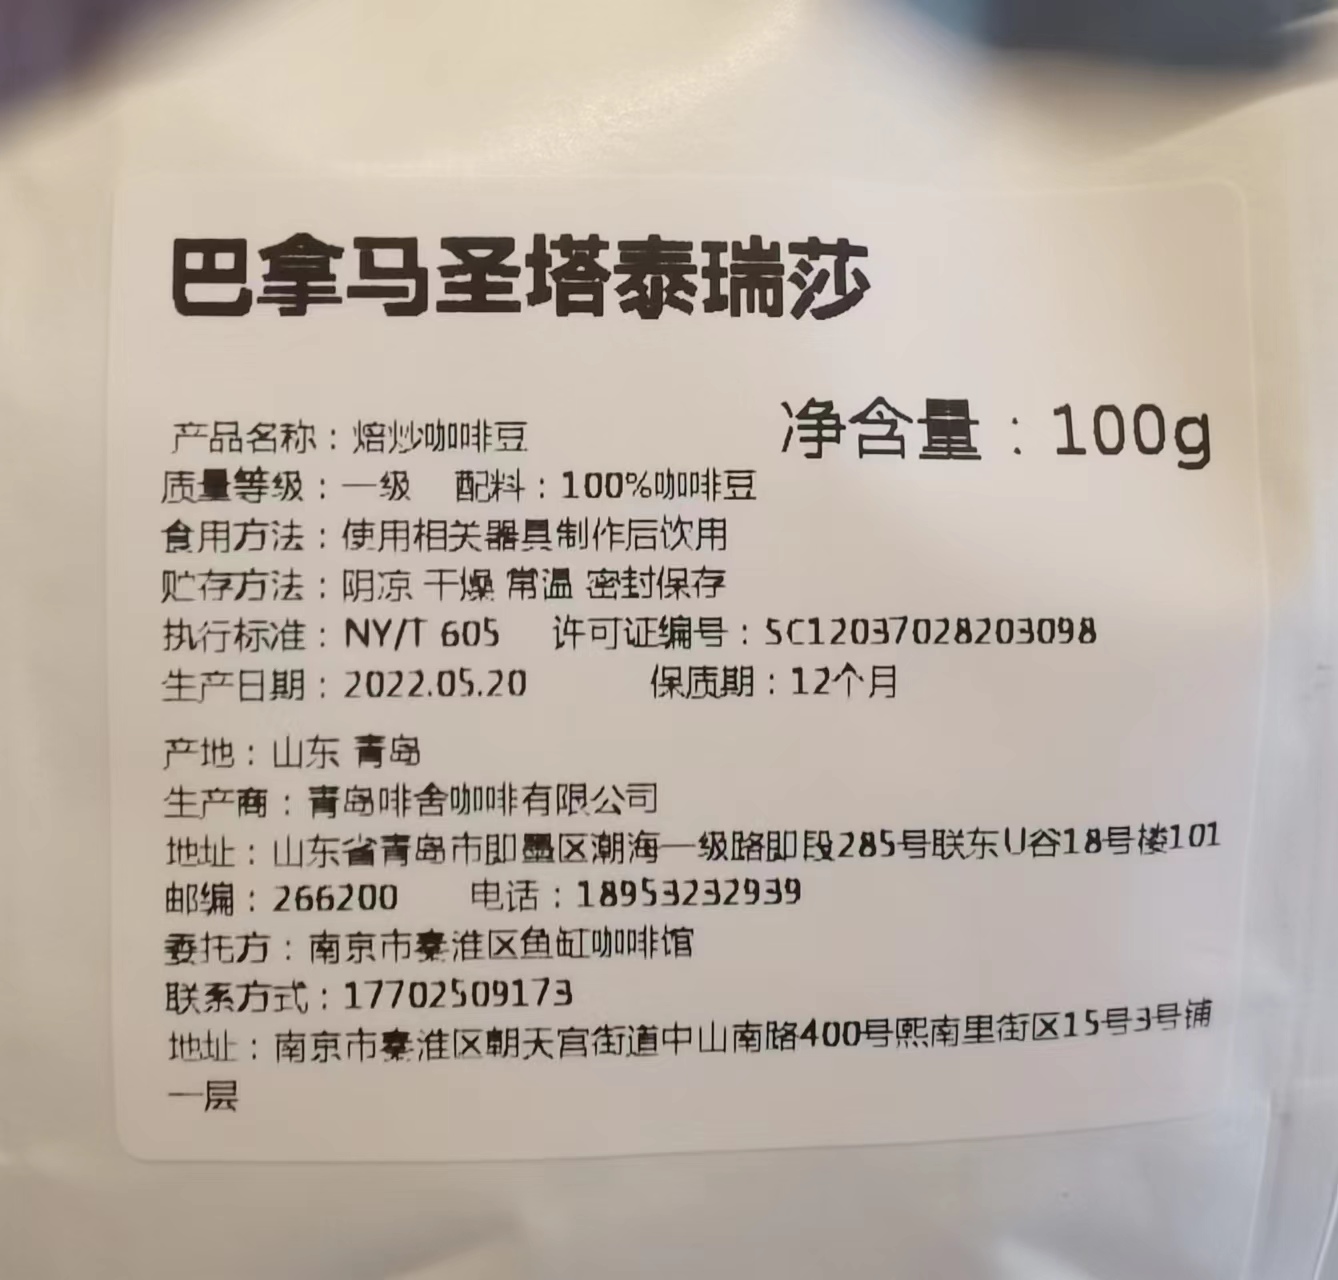 巴拿马圣塔泰瑞莎
净含量：100g
产品名称：焙炒咖啡豆
质量等级：一级 配料：100%咖啡豆
食用方法：使用相关器具制作后饮用
贮存方法：阴凉 干燥 常温 密封保存
执行标准：NY/T 605 许可证编号：SC12037028203098
生产日期：2022.05.20 保质期：12个月
产地：山东 青岛
生产商：青岛啡舍咖啡有限公司
地址：山东省青岛市即墨区潮海一级路即段285号联东U谷18号楼101
邮编：266200 电话：18953232939
委托方：南京市秦淮区鱼缸咖啡馆
联系方式：17702509173
地址：南京市秦淮区朝天宫街道中山南路400号熙南里街区15号3号铺
一层